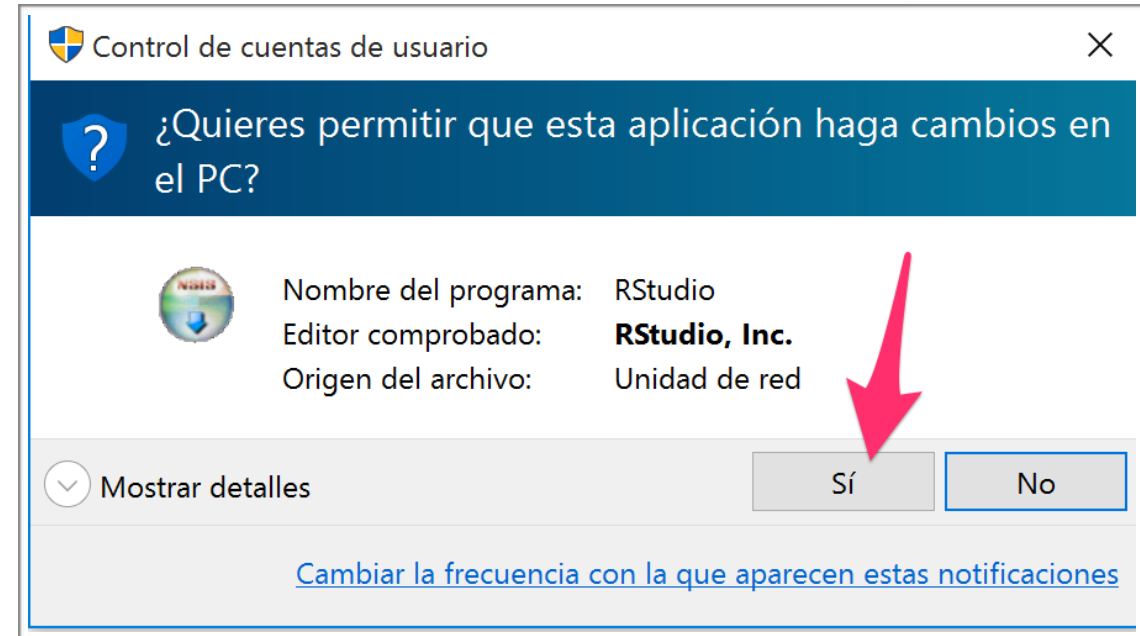 Control de cuentas de usuario
¿Quieres permitir que esta aplicación haga cambios en
el PC?
NSIS
Nombre del programa: RStudio
Editor comprobado: RStudio, Inc.
Origen del archivo: Unidad de red
Mostrar detalles
Sí
No
Cambiar la frecuencia con la que aparecen estas notificaciones